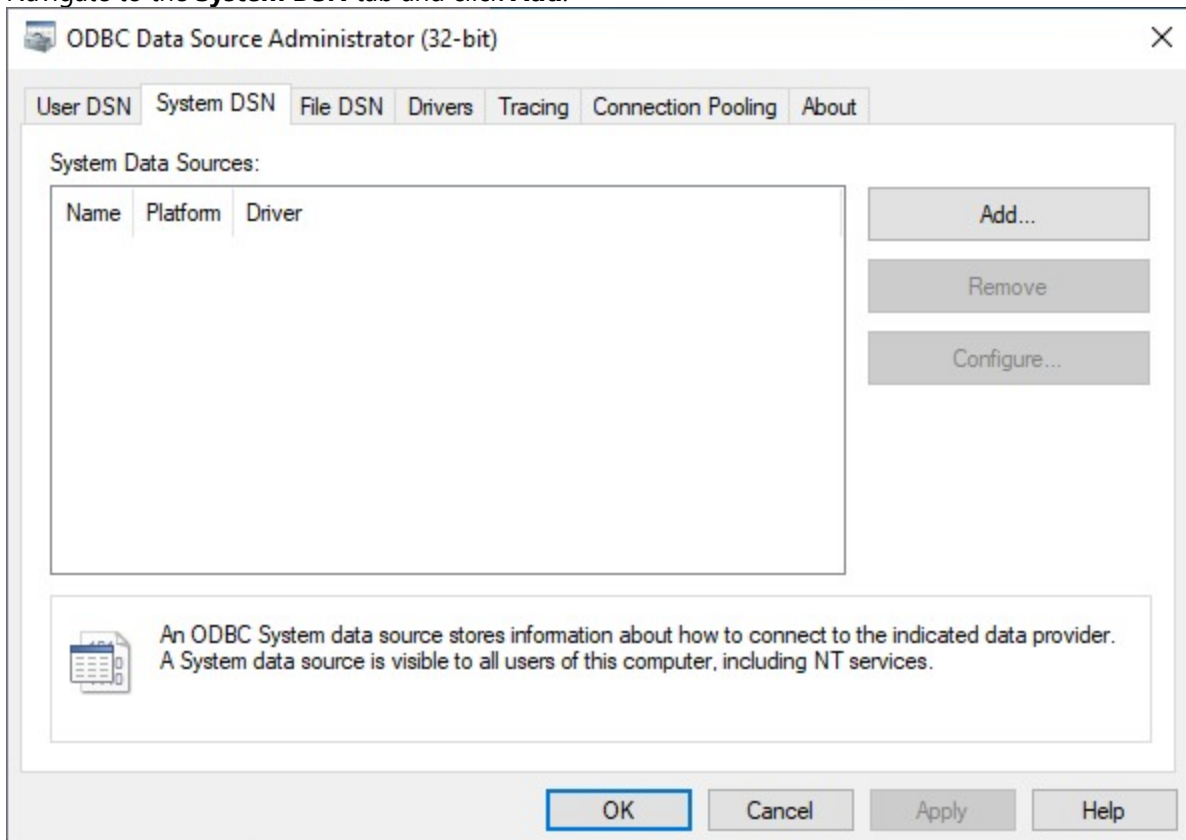 Navigate to the System DSN tab and click Add.
ODBC Data Source Administrator (32-bit)
User DSN System DSN File DSN Drivers Tracing Connection Pooling About
System Data Sources:
Name Platform Driver
Add...
Remove
Configure...
An ODBC System data source stores information about how to connect to the indicated data provider.
A System data source is visible to all users of this computer, including NT services.
OK Cancel Apply Help